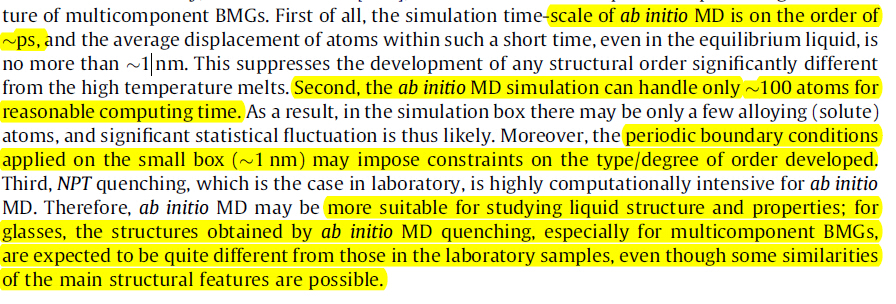 ture of multicomponent BMGs. First of all, the simulation time-scale of ab initio MD is on the order of
∼ps, and the average displacement of atoms within such a short time, even in the equilibrium liquid, is
no more than ∼1 nm. This suppresses the development of any structural order significantly different
from the high temperature melts. Second, the ab initio MD simulation can handle only ∼100 atoms for
reasonable computing time. As a result, in the simulation box there may be only a few alloying (solute)
atoms, and significant statistical fluctuation is thus likely. Moreover, the periodic boundary conditions
applied on the small box (∼1 nm) may impose constraints on the type/degree of order developed.
Third, NPT quenching, which is the case in laboratory, is highly computationally intensive for ab initio
MD. Therefore, ab initio MD may be more suitable for studying liquid structure and properties; for
glasses, the structures obtained by ab initio MD quenching, especially for multicomponent BMGs,
are expected to be quite different from those in the laboratory samples, even though some similarities
of the main structural features are possible.